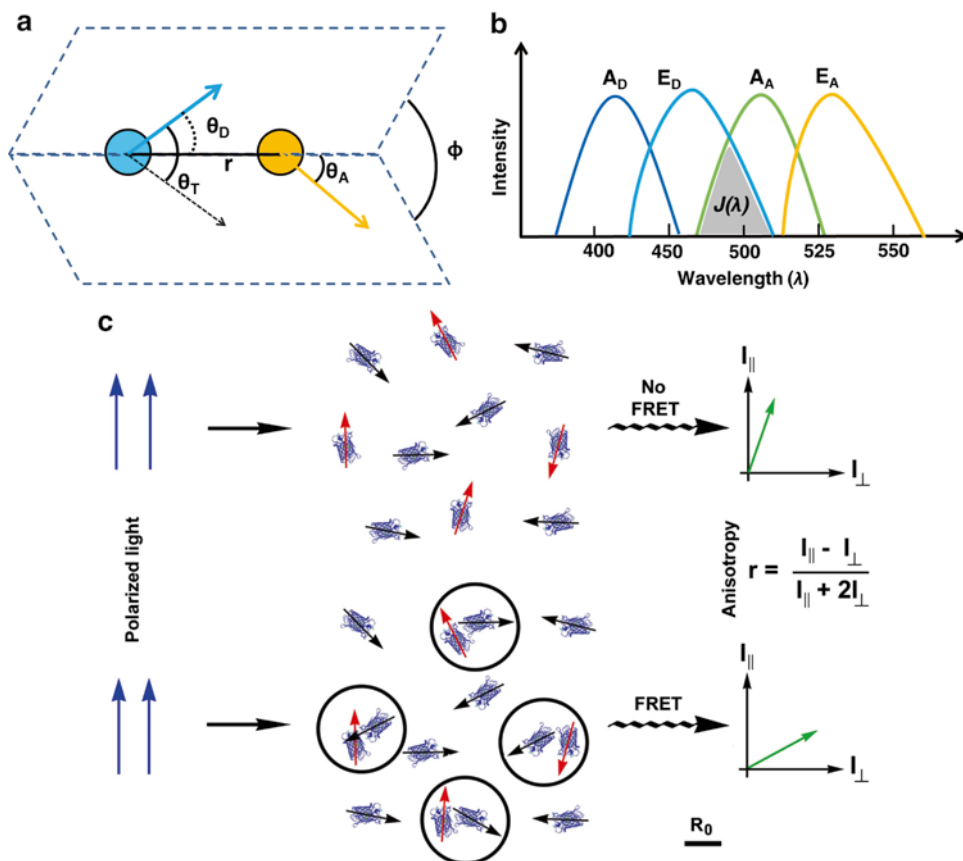 a
θD
r
θA
θT
ϕ
b
Intensity
AD ED AA EA
J(λ)
400 450 500 525 550
Wavelength (λ)
c
Polarized light
No
FRET
I||
I⊥
Anisotropy
r = I|| - I⊥
I|| + 2I⊥
FRET
I||
I⊥
R0